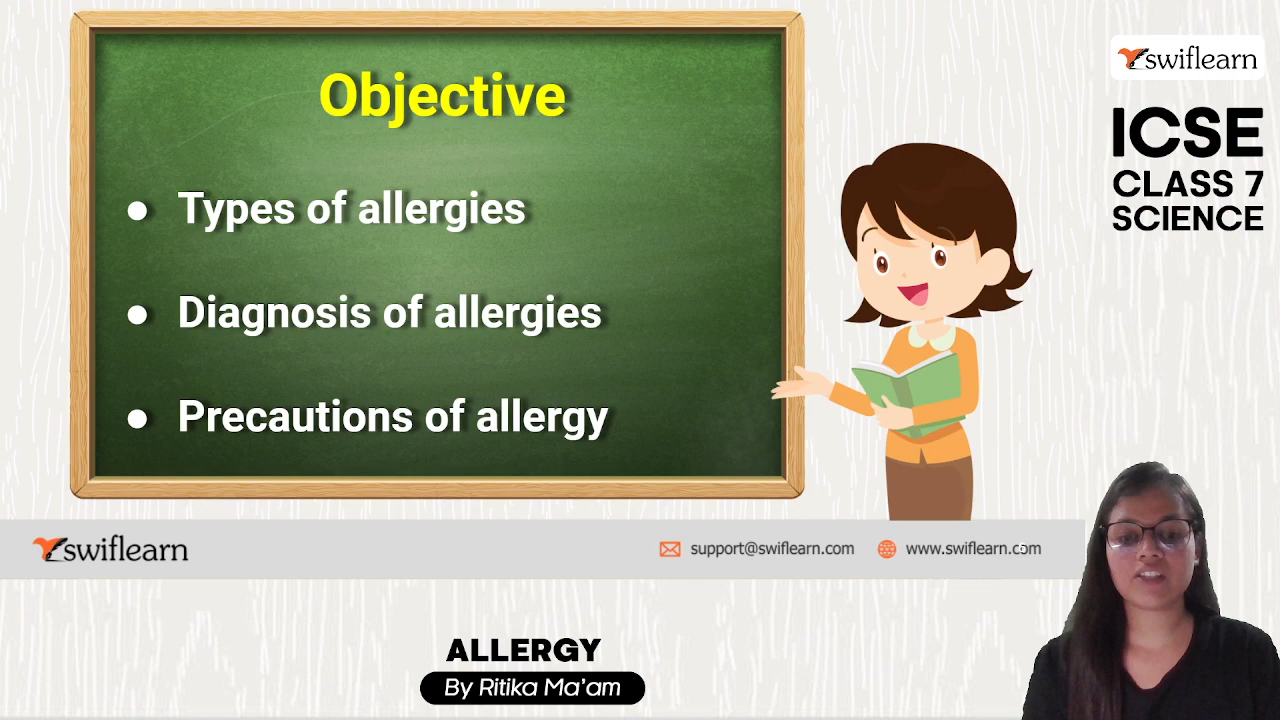 Objective
● Types of allergies
● Diagnosis of allergies
● Precautions of allergy
swiflearn
ICSE
CLASS 7
SCIENCE
swiflearn
support@swiflearn.com
www.swiflearn.com
ALLERGY
By Ritika Ma'am